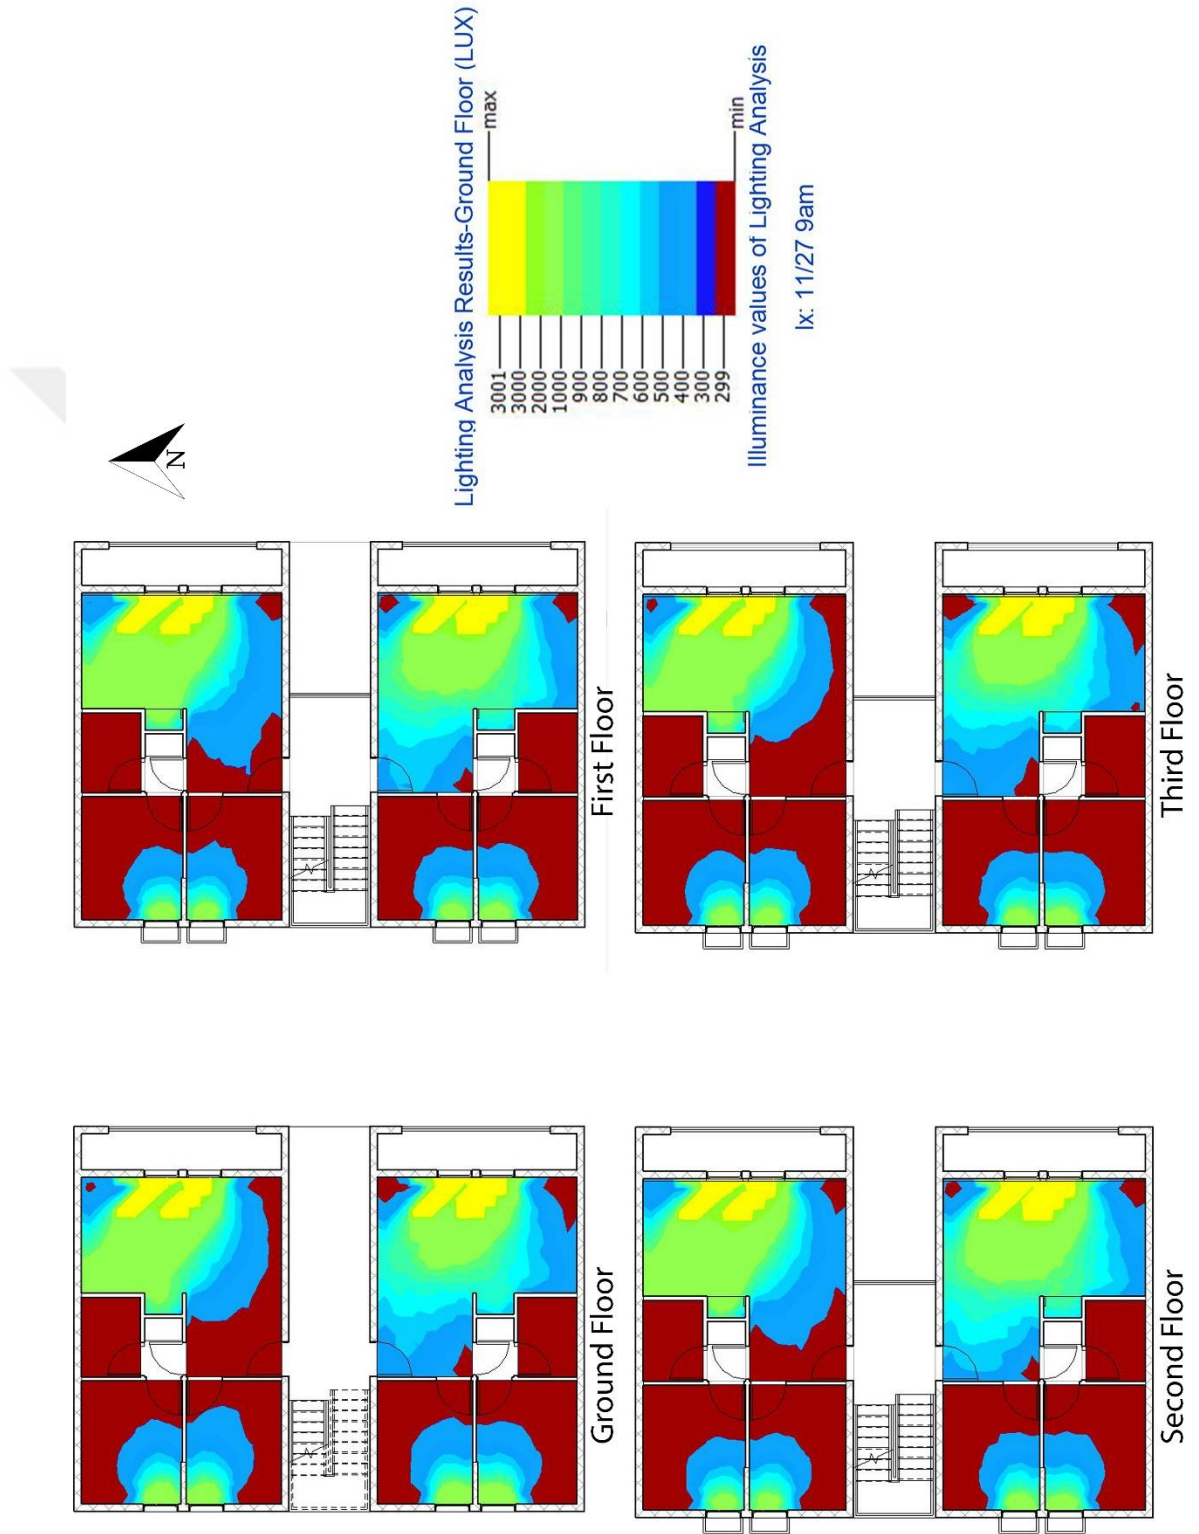 Lighting Analysis Results-Ground Floor (LUX)
max
3001
3000
2000
1000
900
800
700
600
500
400
300
299
min
Illuminance values of Lighting Analysis
lx: 11/27 9am
N
Ground Floor
First Floor
Second Floor
Third Floor